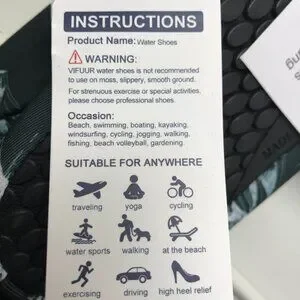 INSTRUCTIONS
Product Name: Water Shoes
WARNING:
VIFUUR water shoes is not recommended
to use on moss, slippery, smooth ground.
For strenuous exercise or special activities,
please choose professional shoes.
Occasion:
Beach, swimming, boating, kayaking,
windsurfing, cycling, jogging, walking,
fishing, beach volleyball, gardening.
SUITABLE FOR ANYWHERE
traveling yoga cycling
water sports walking at the beach
exercising driving high heel relief
MADE